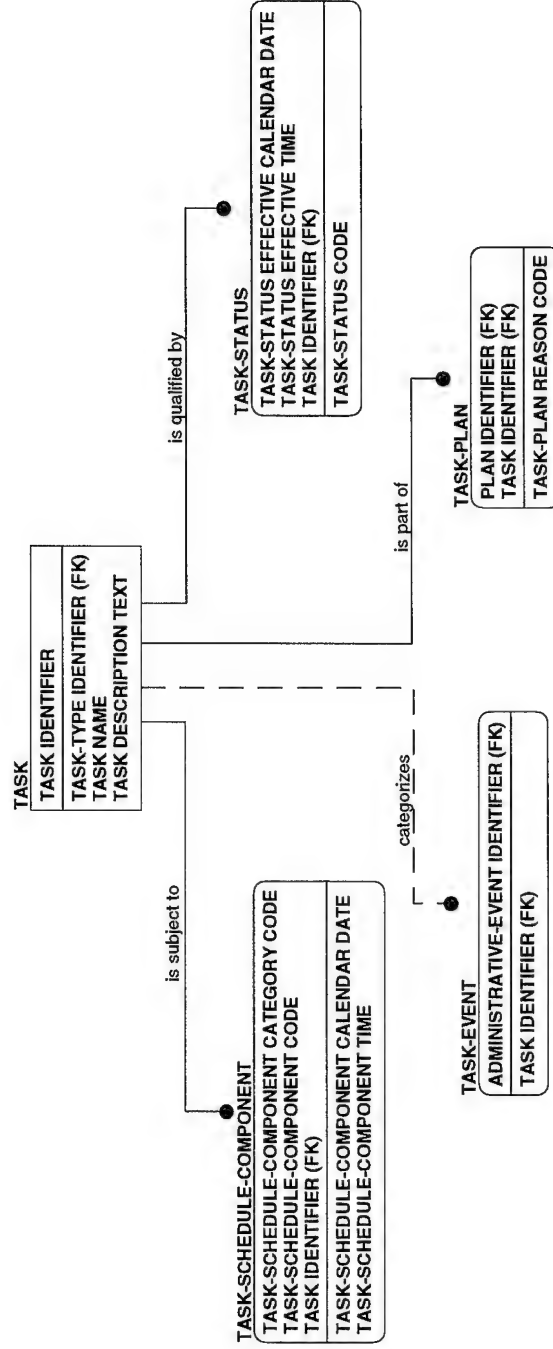 TASK
TASK IDENTIFIER
TASK-TYPE IDENTIFIER (FK)
TASK NAME
TASK DESCRIPTION TEXT
is subject to
categorizes
is part of
is qualified by
TASK-SCHEDULE-COMPONENT
TASK-SCHEDULE-COMPONENT CATEGORY CODE
TASK-SCHEDULE-COMPONENT CODE
TASK IDENTIFIER (FK)
TASK-SCHEDULE-COMPONENT CALENDAR DATE
TASK-SCHEDULE-COMPONENT TIME
TASK-STATUS
TASK-STATUS EFFECTIVE CALENDAR DATE
TASK-STATUS EFFECTIVE TIME
TASK IDENTIFIER (FK)
TASK-STATUS CODE
TASK-EVENT
ADMINISTRATIVE-EVENT IDENTIFIER (FK)
TASK IDENTIFIER (FK)
TASK-PLAN
PLAN IDENTIFIER (FK)
TASK IDENTIFIER (FK)
TASK-PLAN REASON CODE